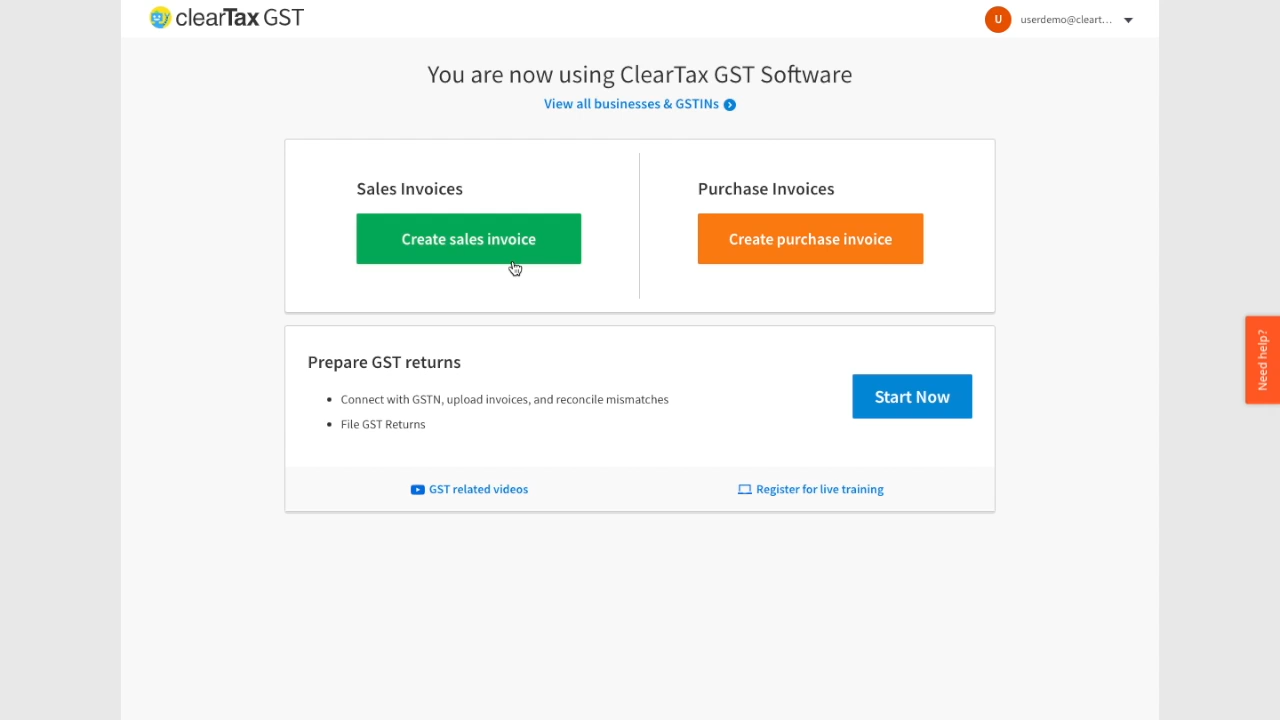 clearTax GST
U userdemo@cleart...
You are now using ClearTax GST Software
View all businesses & GSTINs
Sales Invoices
Purchase Invoices
Create sales invoice
Create purchase invoice
Need help?
Prepare GST returns
• Connect with GSTN, upload invoices, and reconcile mismatches
• File GST Returns
Start Now
GST related videos
Register for live training